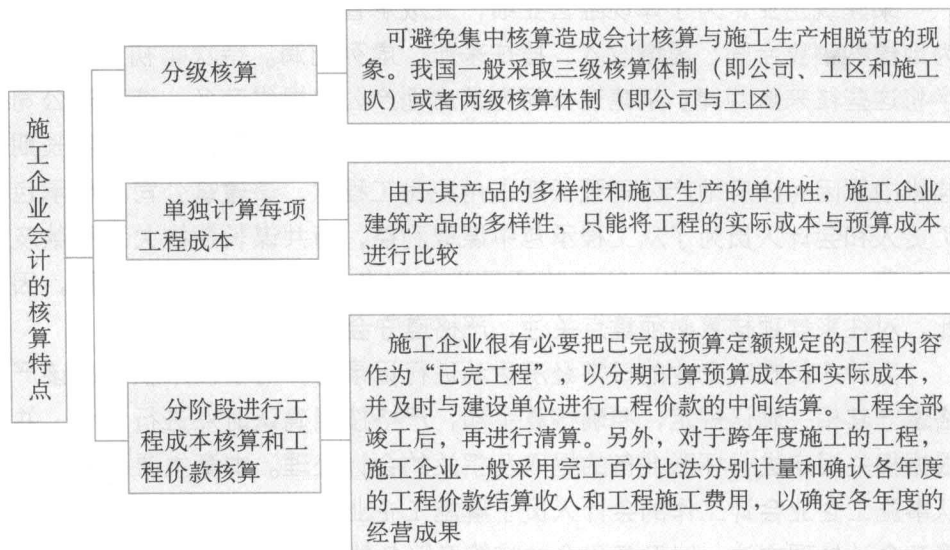 施工企业会计的核算特点
分级核算
可避免集中核算造成会计核算与施工生产相脱节的现
象。我国一般采取三级核算体制（即公司、工区和施工
队）或者两级核算体制（即公司与工区）
单独计算每项
工程成本
由于其产品的多样性和施工生产的单件性，施工企业
建筑产品的多样性，只能将工程的实际成本与预算成本
进行比较
分阶段进行工
程成本核算和工
程价款核算
施工企业很有必要把已完成预算定额规定的工程内容
作为“已完工程”，以分期计算预算成本和实际成本，
并及时与建设单位进行工程价款的中间结算。工程全部
竣工后，再进行清算。另外，对于跨年度施工的工程，
施工企业一般采用完工百分比法分别计量和确认各年度
的工程价款结算收入和工程施工费用，以确定各年度的
经营成果